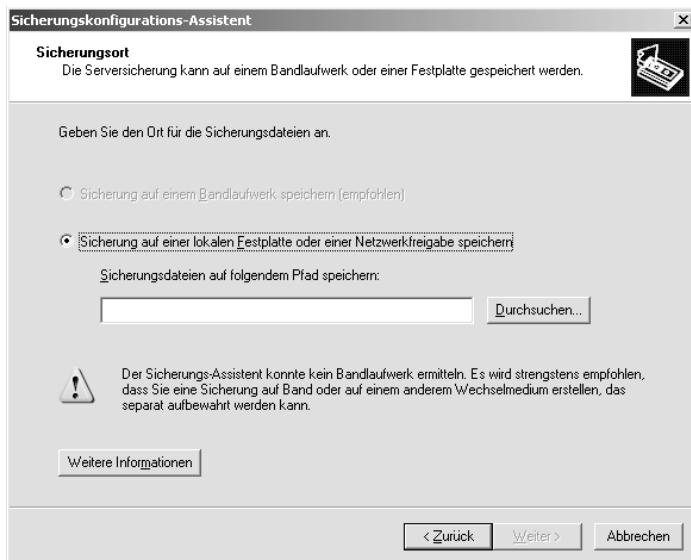 Sicherungskonfigurations-Assistent
Sicherungsort
Die Serversicherung kann auf einem Bandlaufwerk oder einer Festplatte gespeichert werden.
Geben Sie den Ort für die Sicherungsdateien an.
Sicherung auf einem Bandlaufwerk speichern (empfohlen)
Sicherung auf einer lokalen Festplatte oder einer Netzwerkfreigabe speichern
Sicherungsdateien auf folgendem Pfad speichern:
Durchsuchen...
Der Sicherungs-Assistent konnte kein Bandlaufwerk ermitteln. Es wird strengstens empfohlen,
dass Sie eine Sicherung auf Band oder auf einem anderem Wechselmedium erstellen, das
separat aufbewahrt werden kann.
Weitere Informationen
< Zurück Weiter > Abbrechen